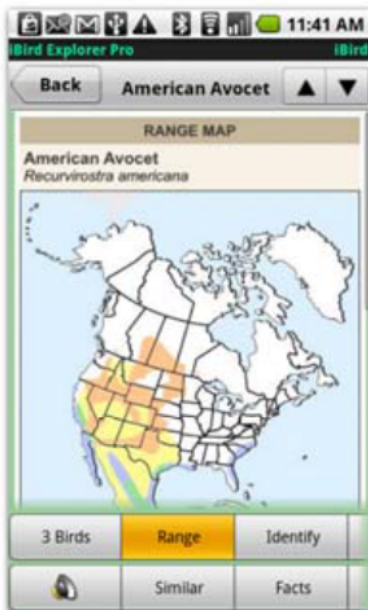 11:41 AM
iBird Explorer Pro iBird
Back American Avocet
RANGE MAP
American Avocet
Recurvirostra americana
3 Birds Range Identify
Similar Facts